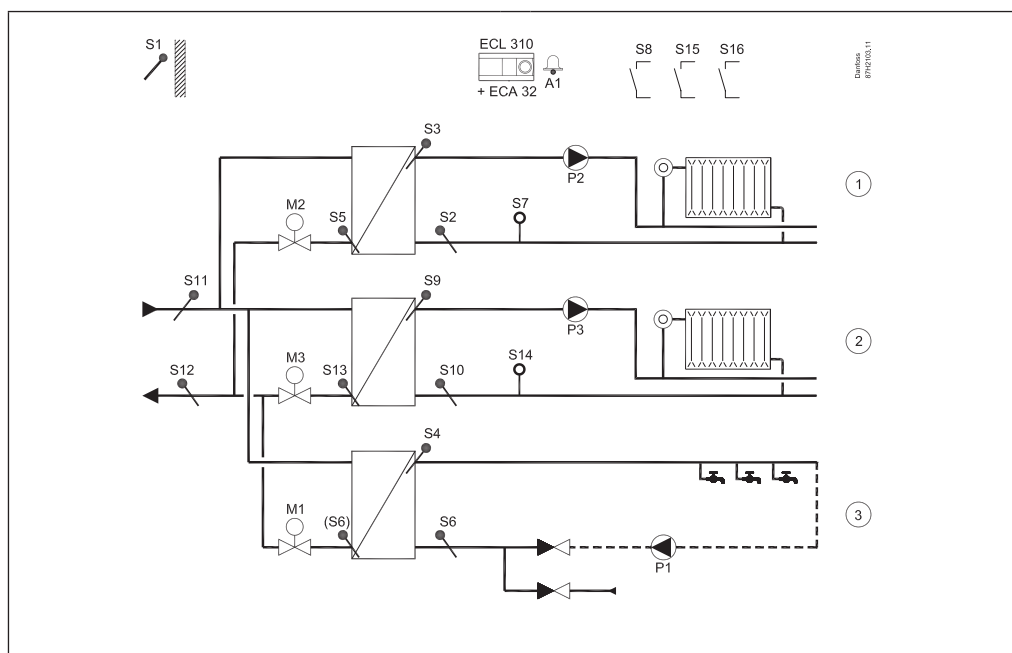 S1
ECL 310
A1
+ ECA 32
S8
S15
S16
Danfoss
87H2103.11
S3
P2
1
M2
S5
S2
S7
S11
S9
P3
2
S12
M3
S13
S10
S14
S4
M1
(S6)
S6
P1
3